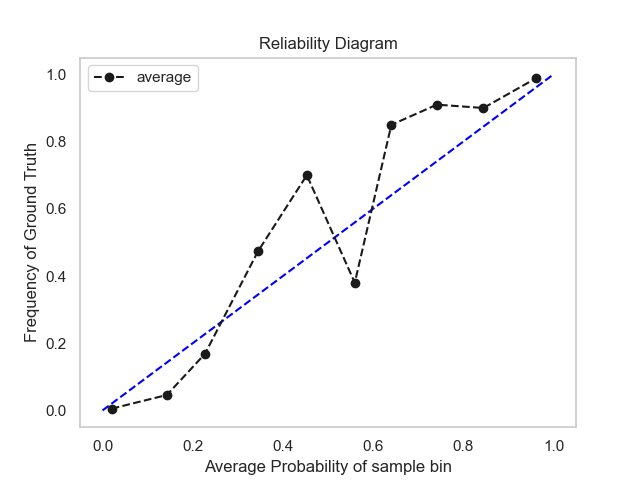 Reliability Diagram
average
1.0
0.8
0.6
0.4
0.2
0.0
Frequency of Ground Truth
0.0 0.2 0.4 0.6 0.8 1.0
Average Probability of sample bin